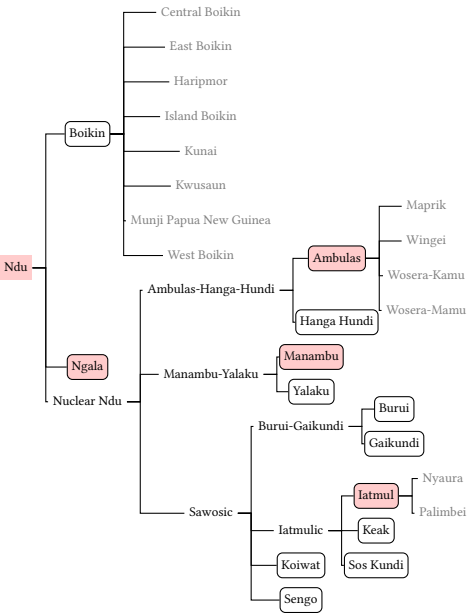 Central Boikin
East Boikin
Haripmor
Island Boikin
Boikin
Kunai
Kwusaun
Munji Papua New Guinea
West Boikin
Ndu
Maprik
Wingei
Ambulas
Wosera-Kamu
Ambulas-Hanga-Hundi
Wosera-Mamu
Hanga Hundi
Ngala
Manambu
Manambu-Yalaku
Yalaku
Nuclear Ndu
Burui
Burui-Gaikundi
Gaikundi
Nyaura
Iatmul
Palimbei
Sawosic
Iatmulic
Keak
Koiwat
Sos Kundi
Sengo